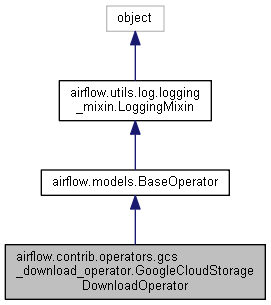 object
airflow.utils.log.logging
_mixin.LoggingMixin
airflow.models.BaseOperator
airflow.contrib.operators.gcs
_download_operator.GoogleCloudStorage
DownloadOperator